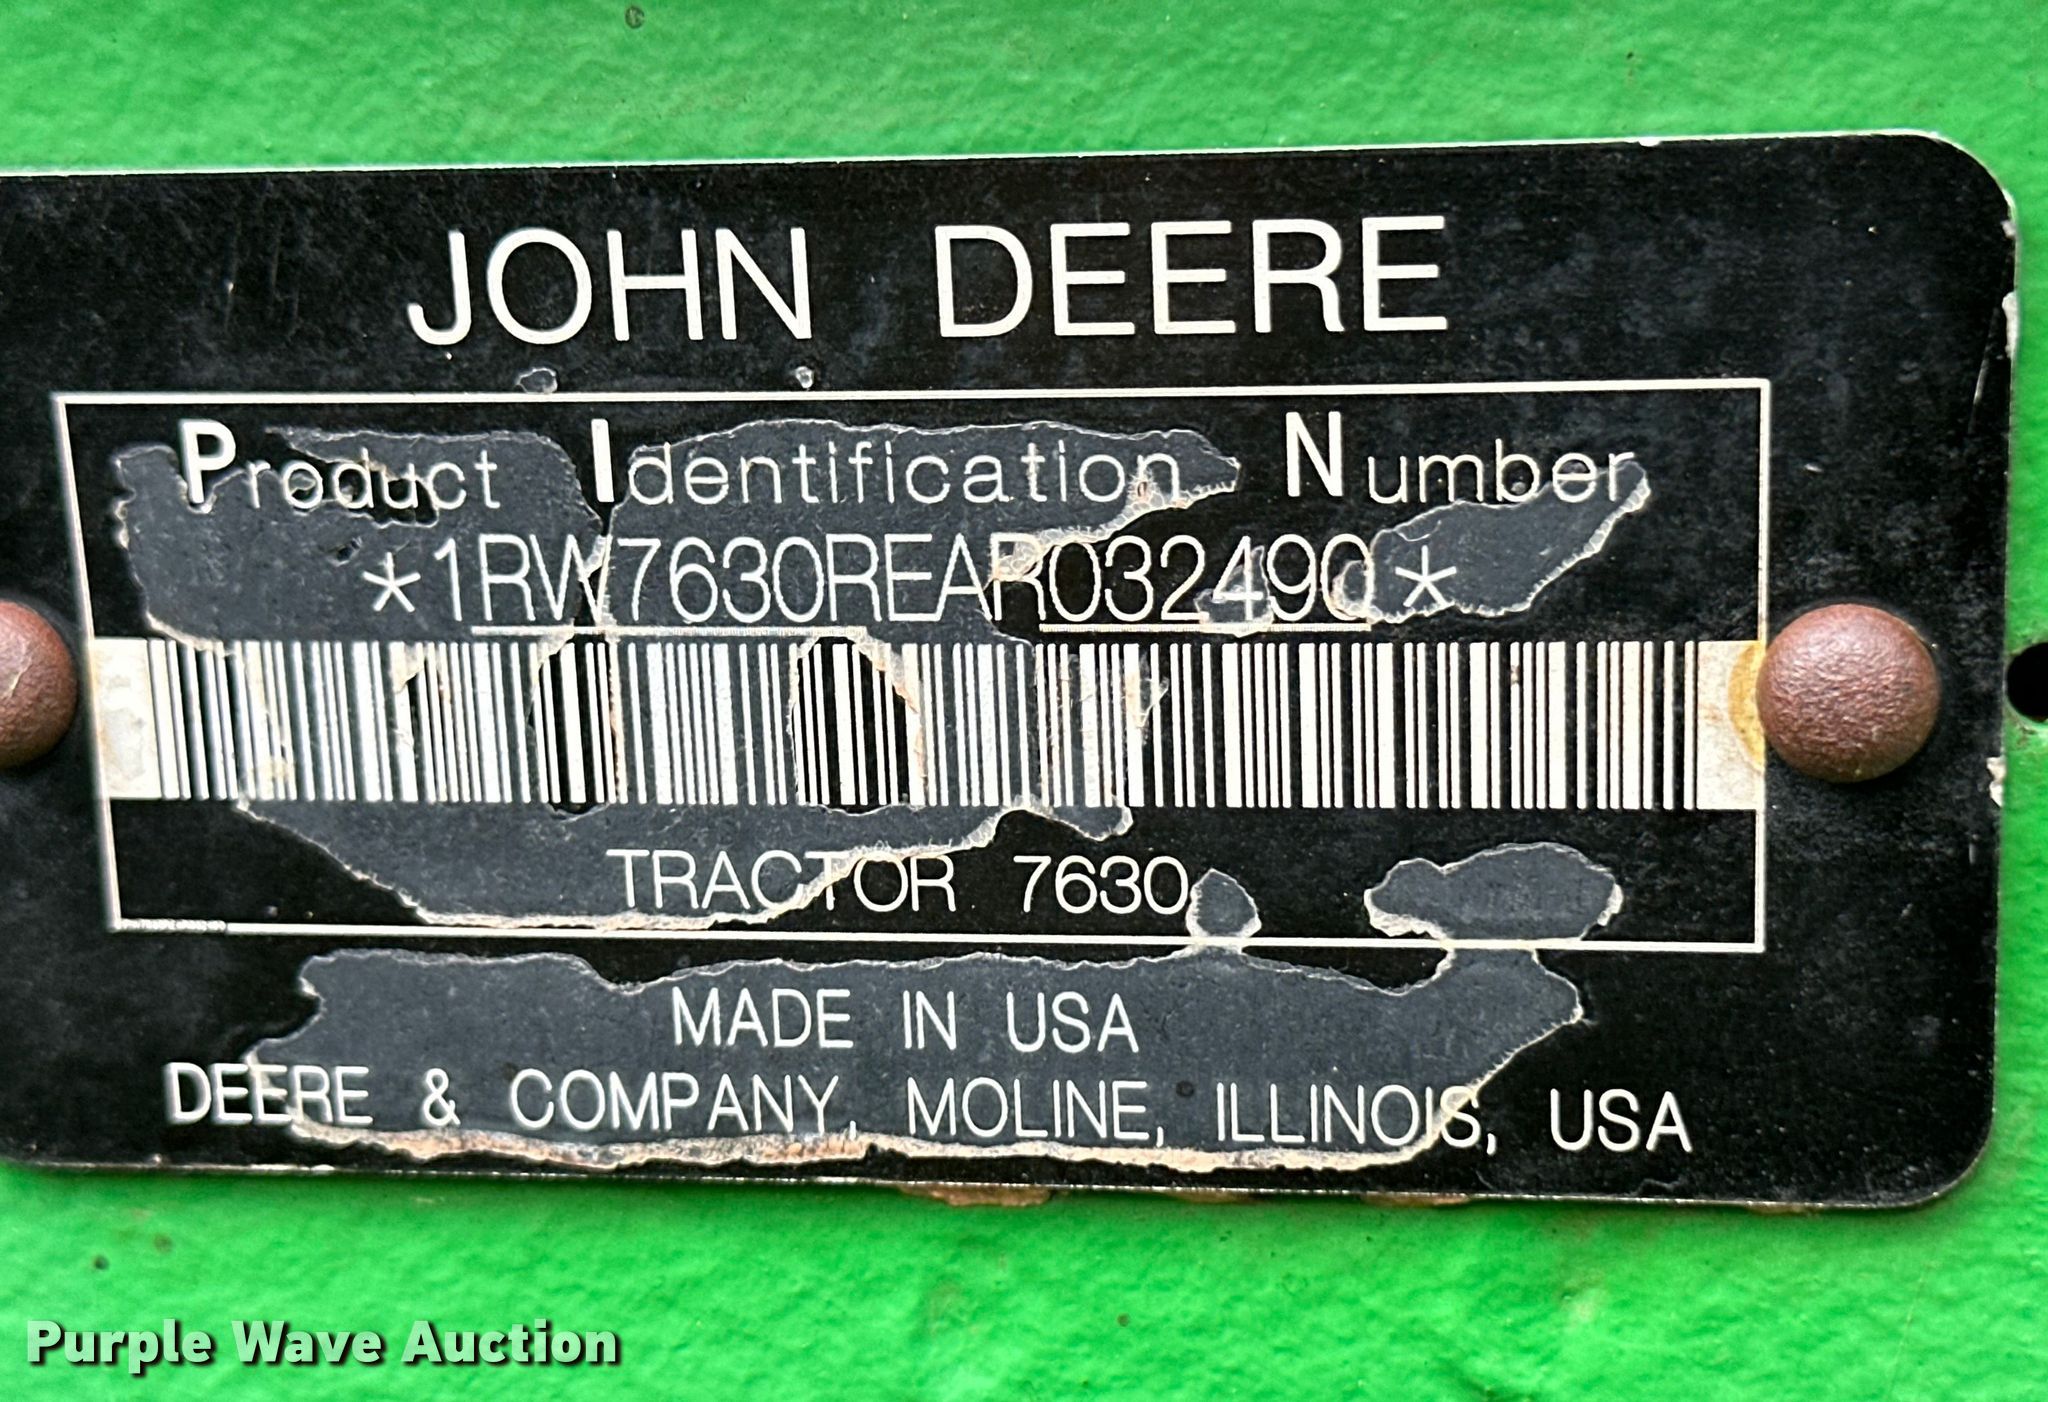 JOHN DEERE
Product Identification Number
*1RW7630REAR032490*
TRACTOR 7630
MADE IN USA
DEERE & COMPANY, MOLINE, ILLINOIS, USA
Purple Wave Auction